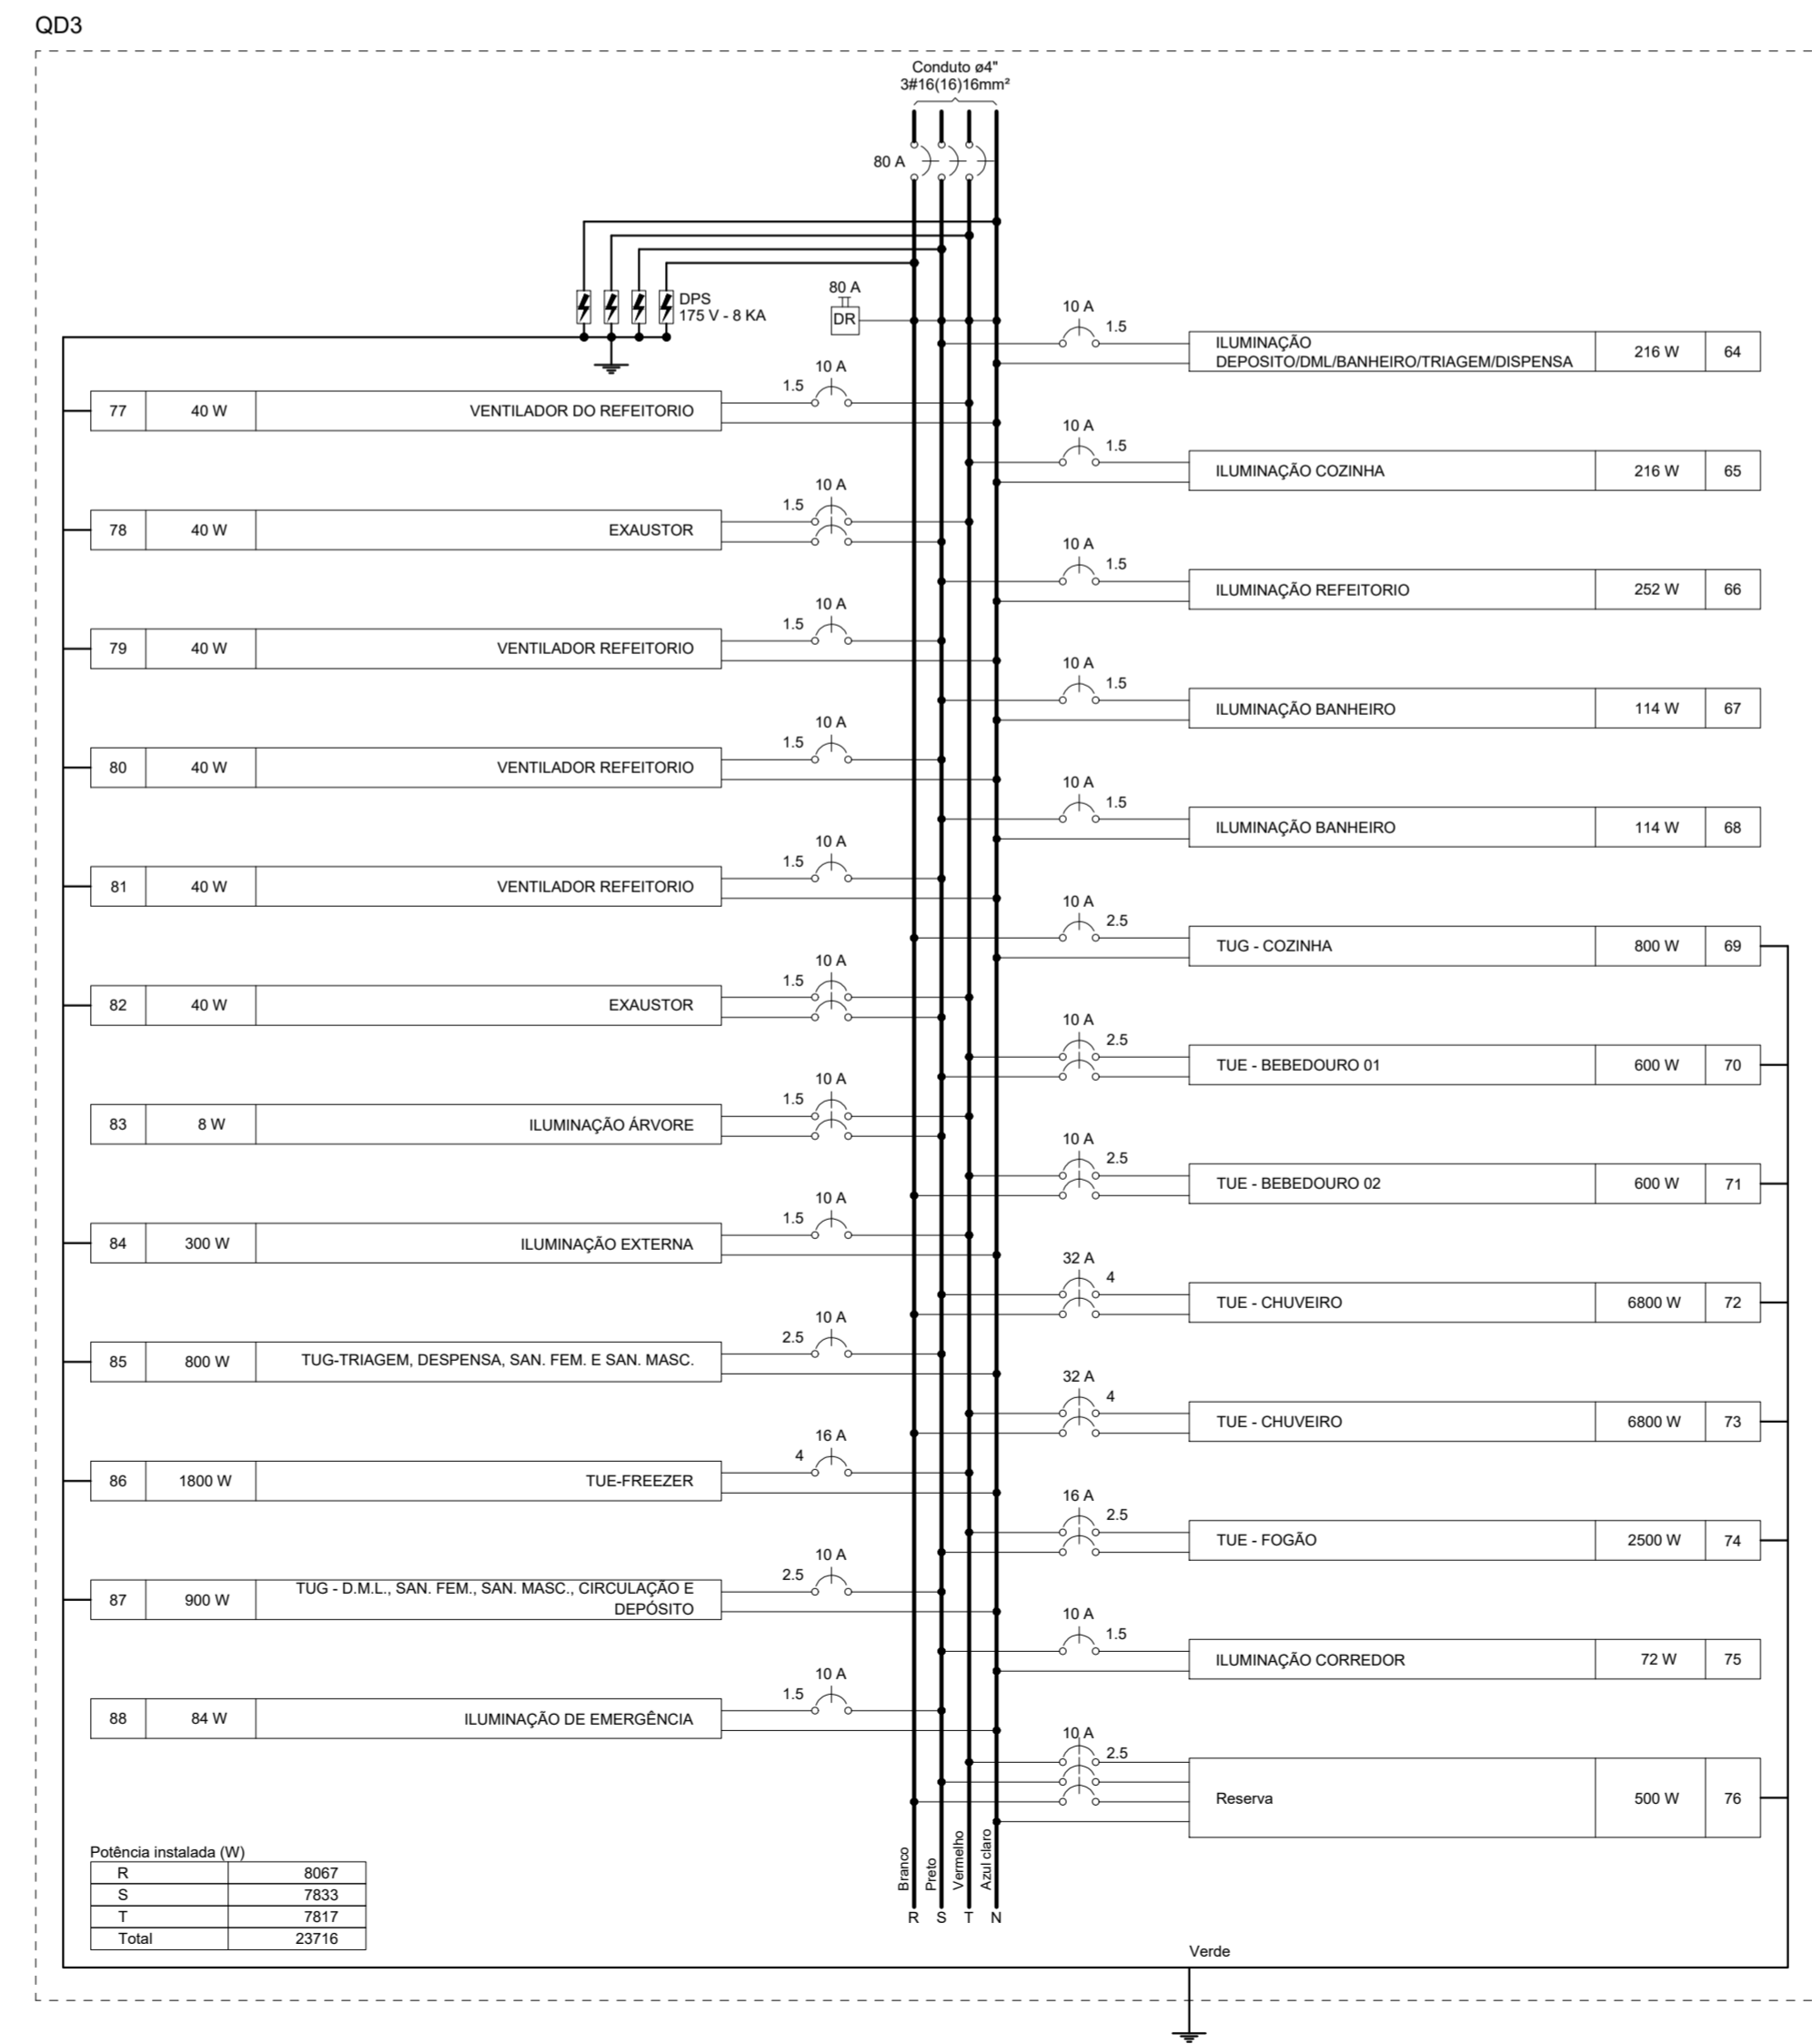 QD3
Conduto ø4"
3#16(16)16mm²
80 A
DPS
175 V - 8 KA
80 A
DR
10 A
1.5
ILUMINAÇÃO
DEPOSITO/DML/BANHEIRO/TRIAGEM/DISPENSA
216 W
64
10 A
1.5
77
40 W
VENTILADOR DO REFEITORIO
10 A
1.5
ILUMINAÇÃO COZINHA
216 W
65
10 A
1.5
78
40 W
EXAUSTOR
10 A
1.5
ILUMINAÇÃO REFEITORIO
252 W
66
10 A
1.5
79
40 W
VENTILADOR REFEITORIO
10 A
1.5
ILUMINAÇÃO BANHEIRO
114 W
67
10 A
1.5
80
40 W
VENTILADOR REFEITORIO
10 A
1.5
ILUMINAÇÃO BANHEIRO
114 W
68
10 A
1.5
81
40 W
VENTILADOR REFEITORIO
10 A
2.5
TUG - COZINHA
800 W
69
10 A
1.5
82
40 W
EXAUSTOR
10 A
2.5
TUE - BEBEDOURO 01
600 W
70
10 A
1.5
83
8 W
ILUMINAÇÃO ÁRVORE
10 A
2.5
TUE - BEBEDOURO 02
600 W
71
10 A
1.5
84
300 W
ILUMINAÇÃO EXTERNA
32 A
4
TUE - CHUVEIRO
6800 W
72
10 A
2.5
85
800 W
TUG-TRIAGEM, DESPENSA, SAN. FEM. E SAN. MASC.
32 A
4
TUE - CHUVEIRO
6800 W
73
16 A
4
86
1800 W
TUE-FREEZER
16 A
2.5
TUE - FOGÃO
2500 W
74
10 A
2.5
87
900 W
TUG - D.M.L., SAN. FEM., SAN. MASC., CIRCULAÇÃO E
DEPÓSITO
10 A
1.5
ILUMINAÇÃO CORREDOR
72 W
75
10 A
1.5
88
84 W
ILUMINAÇÃO DE EMERGÊNCIA
10 A
2.5
Reserva
500 W
76
Potência instalada (W)
R 8067
S 7833
T 7817
Total 23716
Branco
Preto
Vermelho
Azul claro
R S T N
Verde